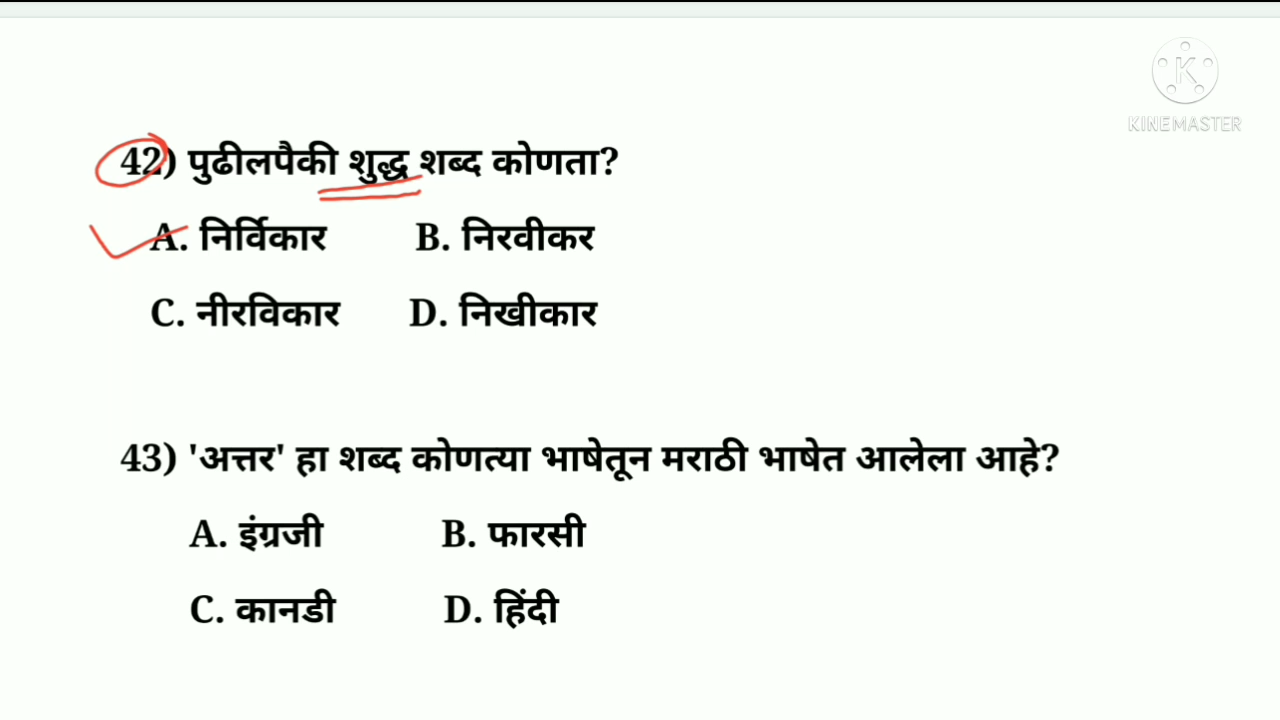 K
KINEMASTER
42) पुढीलपैकी शुद्ध शब्द कोणता?
A. निर्विकार B. निरवीकर
C. नीरविकार D. निखीकार
43) 'अत्तर' हा शब्द कोणत्या भाषेतून मराठी भाषेत आलेला आहे?
A. इंग्रजी B. फारसी
C. कानडी D. हिंदी